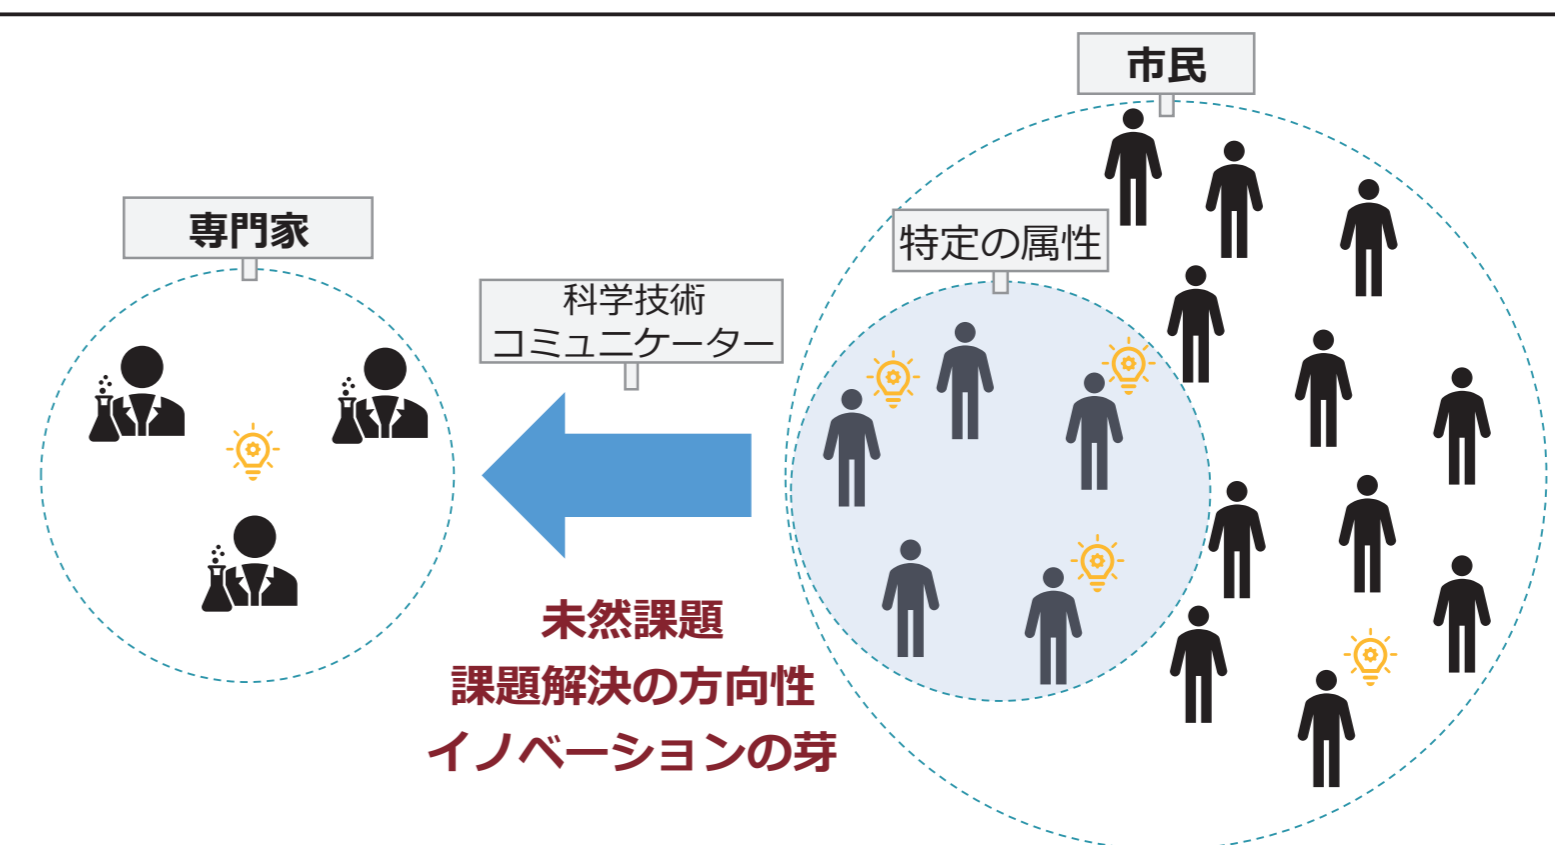 市民
専門家
特定の属性
科学技術
コミュニケーター
未然課題
課題解決の方向性
イノベーションの芽